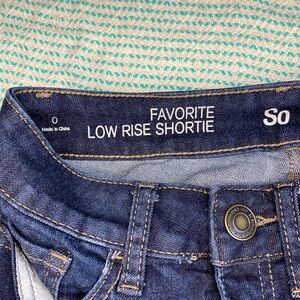 0
Made in China
FAVORITE
LOW RISE SHORTIE
So